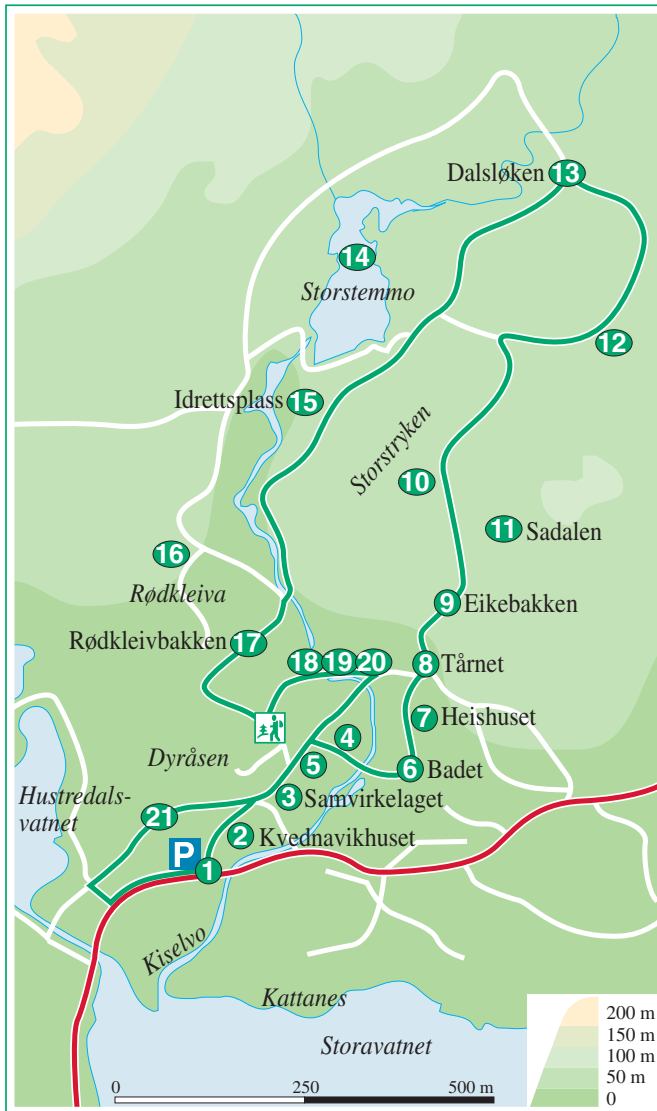 Dalsløken 13
14
Storstemmo
12
Idrettsplass 15
Storstryken
10
11 Sadalen
16
Rødkleiva
9 Eikebakken
Rødkleivbakken 17
18 19 20
8 Tårnet
7 Heishuset
4
Dyråsen
5
6 Badet
Hustredals-
vatnet
3 Samvirkelaget
21
2 Kvednavikhuset
P
1
Kiselvo
Kattanes
Storavatnet
200 m
150 m
100 m
50 m
0
0 250 500 m